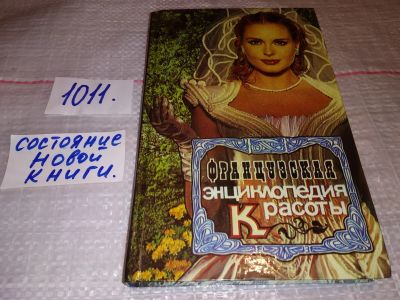 1011.
СОСТОЯНИЕ
НОВОЙ
КНИГИ.
ФРАНЦУЗСКАЯ
ЭНЦИКЛОПЕДИЯ
Красоты